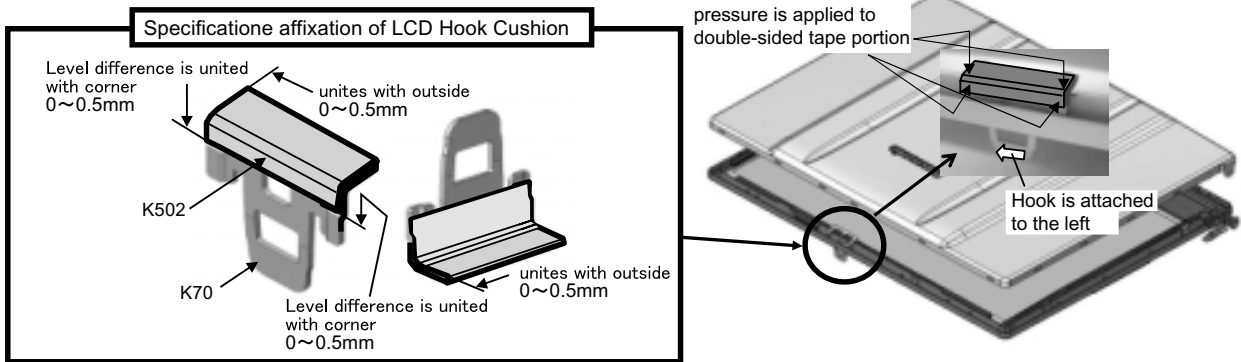 Specificatione affixation of LCD Hook Cushion
Level difference is united
with corner
0～0.5mm
unites with outside
0～0.5mm
K502
K70
Level difference is united
with corner
0～0.5mm
unites with outside
0～0.5mm
pressure is applied to
double-sided tape portion
Hook is attached
to the left